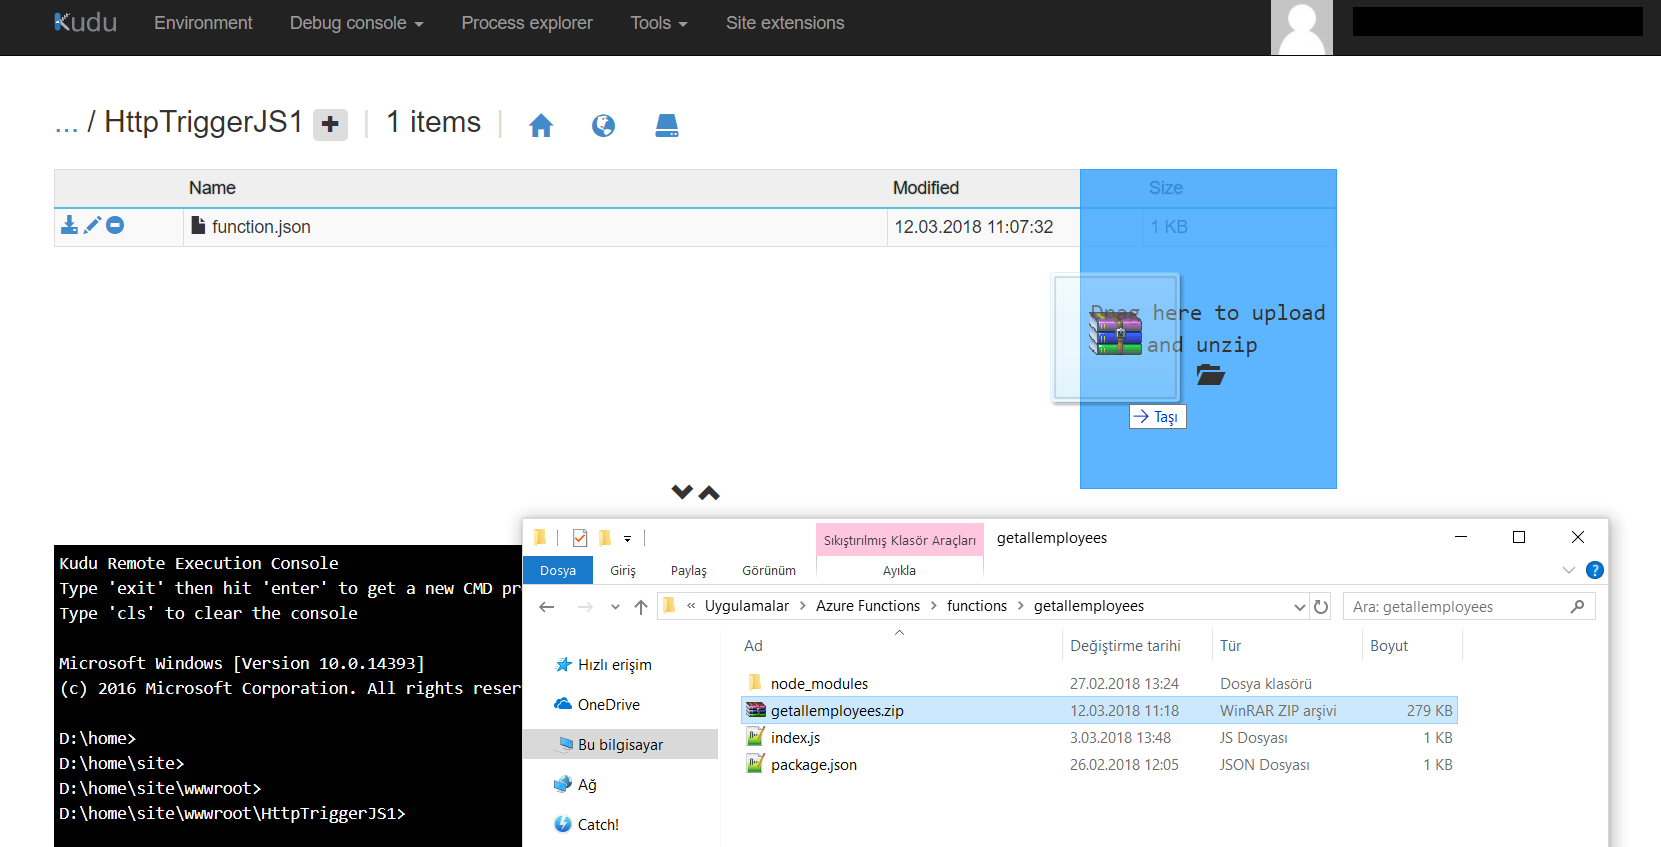 Kudu Environment Debug console Process explorer Tools Site extensions
... / HttpTriggerJS1 1 items
Name Modified Size
function.json 12.03.2018 11:07:32 1 KB
Drag here to upload
and unzip
Taşı
Kudu Remote Execution Console
Type 'exit' then hit 'enter' to get a new CMD pr
Type 'cls' to clear the console
Microsoft Windows [Version 10.0.14393]
(c) 2016 Microsoft Corporation. All rights reser
D:\home>
D:\home\site>
D:\home\site\wwwroot>
D:\home\site\wwwroot\HttpTriggerJS1>
Sıkıştırılmış Klasör Araçları getallemployees
Dosya Giriş Paylaş Görünüm Ayıkla
« Uygulamalar > Azure Functions > functions > getallemployees
Ara: getallemployees
Hızlı erişim
OneDrive
Bu bilgisayar
Ağ
Catch!
Ad Değiştirme tarihi Tür Boyut
node_modules 27.02.2018 13:24 Dosya klasörü
getallemployees.zip 12.03.2018 11:18 WinRAR ZIP arşivi 279 KB
index.js 3.03.2018 13:48 JS Dosyası 1 KB
package.json 26.02.2018 12:05 JSON Dosyası 1 KB